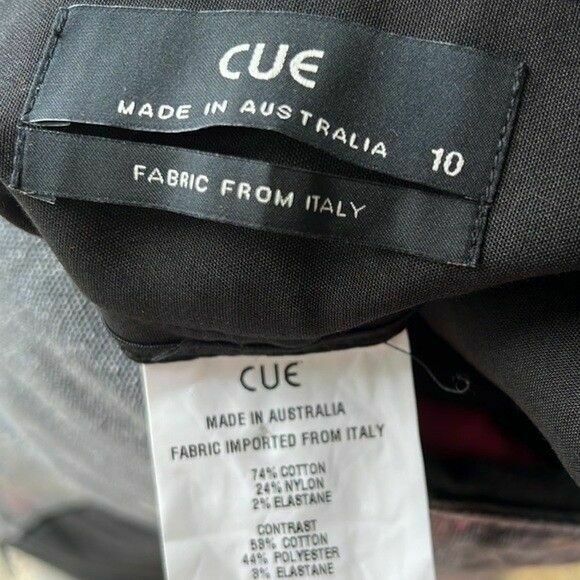 CUE
MADE IN AUSTRALIA 10
FABRIC FROM ITALY
CUE
MADE IN AUSTRALIA
FABRIC IMPORTED FROM ITALY
74% COTTON
24% NYLON
2% ELASTANE
CONTRAST
53% COTTON
44% POLYESTER
3% ELASTANE